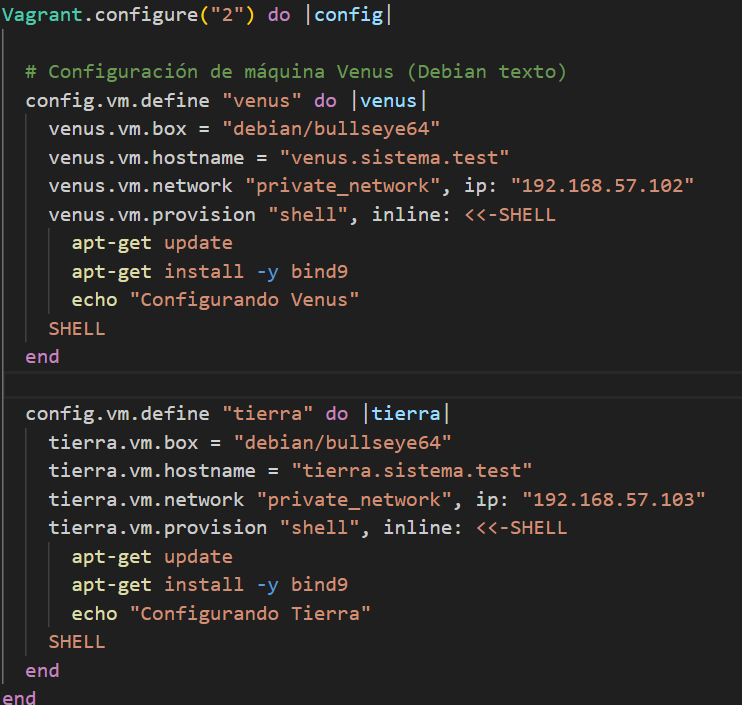 Vagrant.configure("2") do |config|
# Configuración de máquina Venus (Debian texto)
config.vm.define "venus" do |venus|
venus.vm.box = "debian/bullseye64"
venus.vm.hostname = "venus.sistema.test"
venus.vm.network "private_network", ip: "192.168.57.102"
venus.vm.provision "shell", inline: <<-SHELL
apt-get update
apt-get install -y bind9
echo "Configurando Venus"
SHELL
end
config.vm.define "tierra" do |tierra|
tierra.vm.box = "debian/bullseye64"
tierra.vm.hostname = "tierra.sistema.test"
tierra.vm.network "private_network", ip: "192.168.57.103"
tierra.vm.provision "shell", inline: <<-SHELL
apt-get update
apt-get install -y bind9
echo "Configurando Tierra"
SHELL
end
end